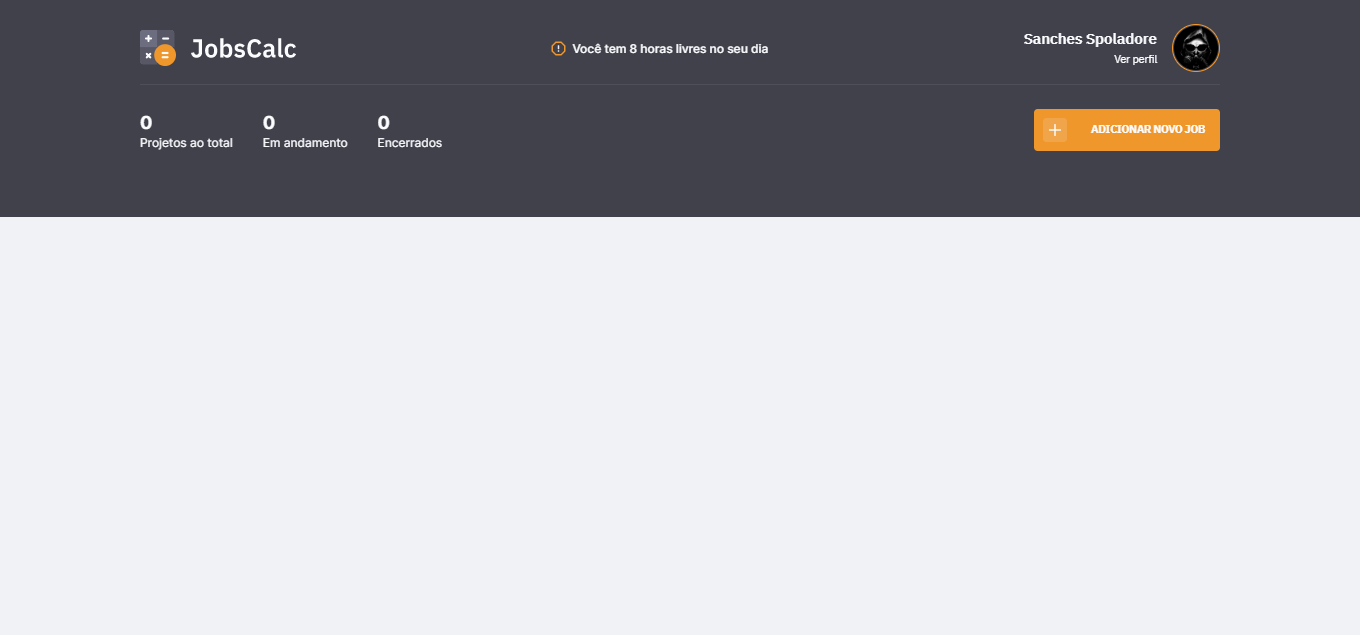 JobsCalc
Você tem 8 horas livres no seu dia
Sanches Spoladore
Ver perfil
0
Projetos ao total
0
Em andamento
0
Encerrados
ADICIONAR NOVO JOB